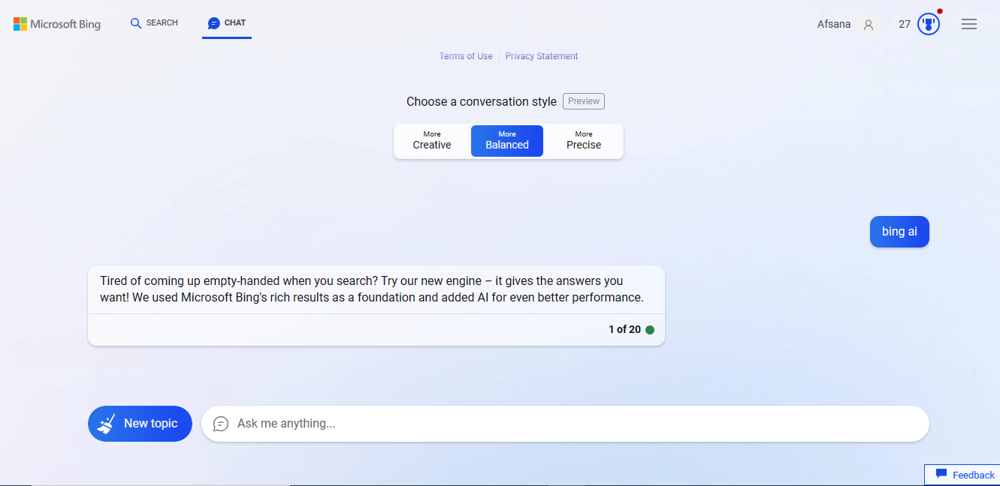 Microsoft Bing
SEARCH
CHAT
Afsana
27
Terms of Use
Privacy Statement
Choose a conversation style
Preview
More
Creative
More
Balanced
More
Precise
bing ai
Tired of coming up empty-handed when you search? Try our new engine – it gives the answers you
want! We used Microsoft Bing's rich results as a foundation and added AI for even better performance.
1 of 20
New topic
Ask me anything...
Feedback